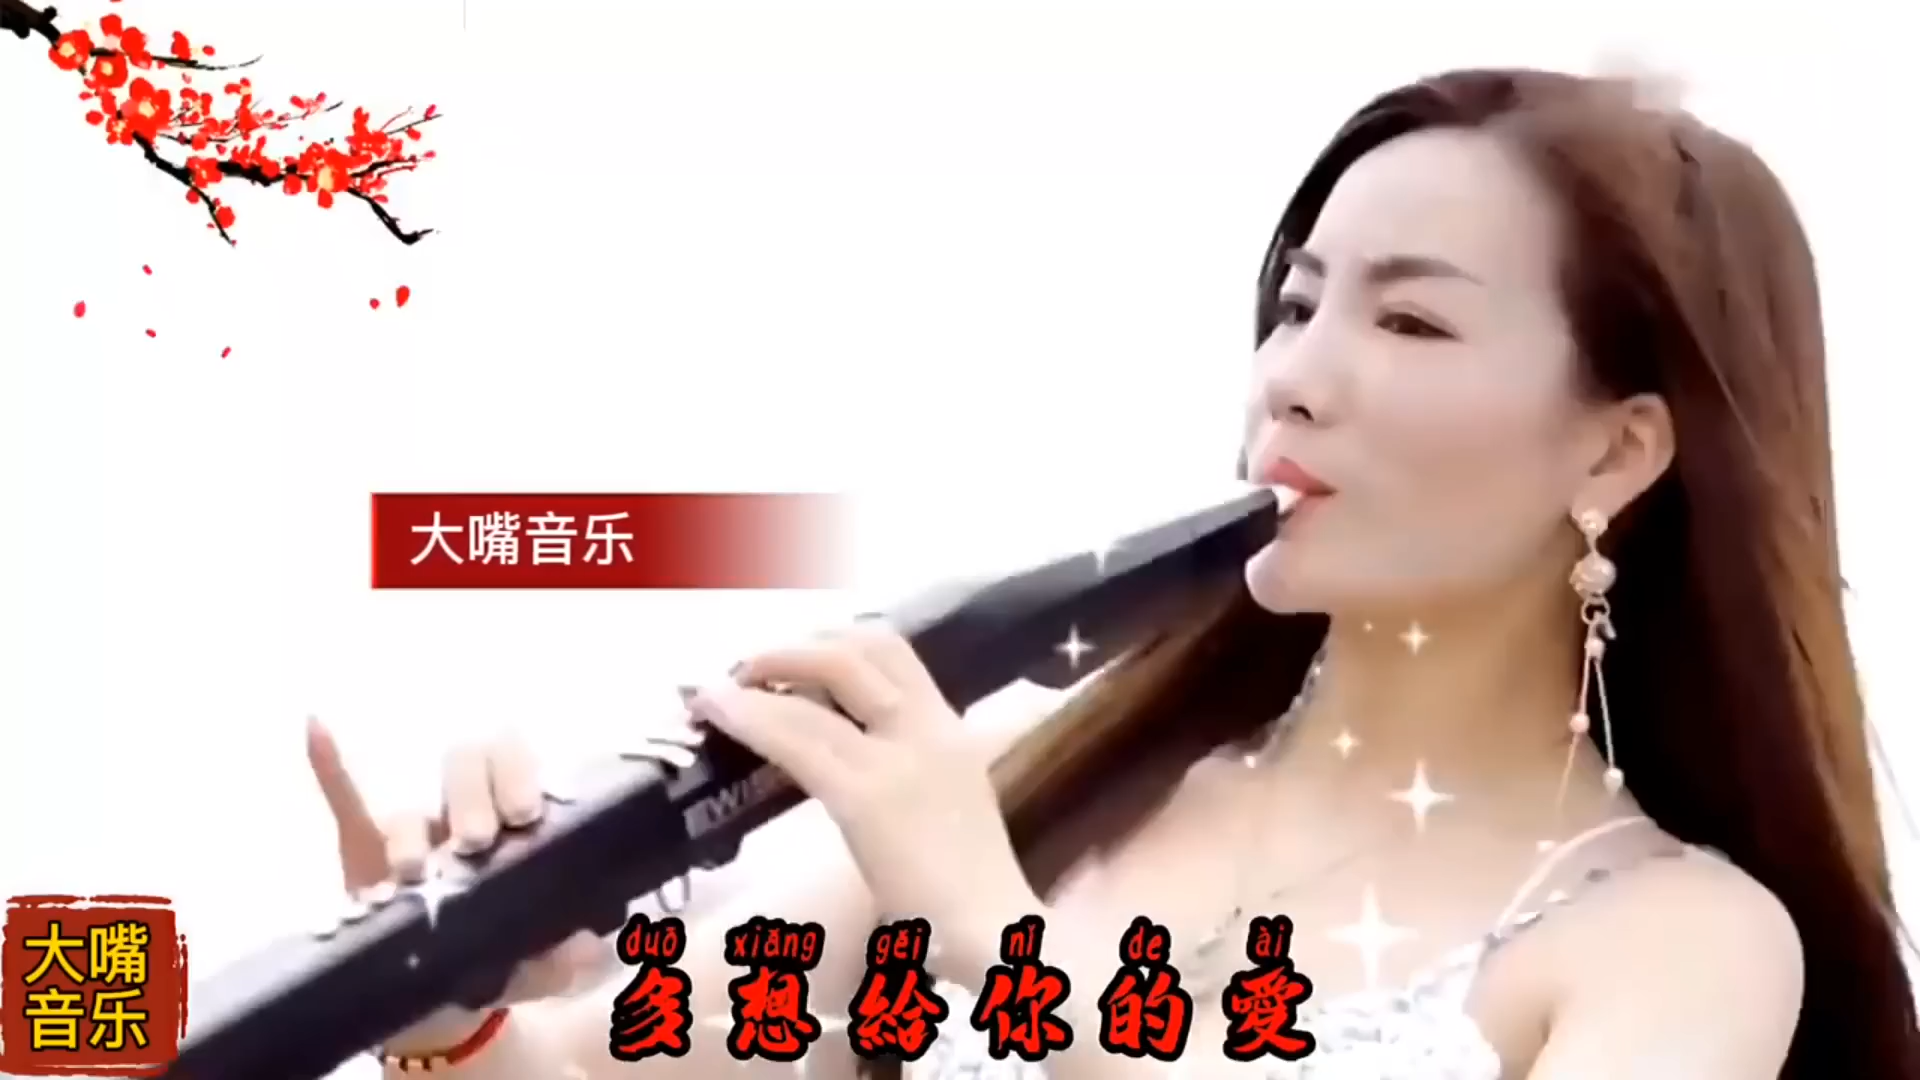 大嘴音乐
duō xiǎng gěi nǐ de ài
多想給你的愛
大嘴
音乐